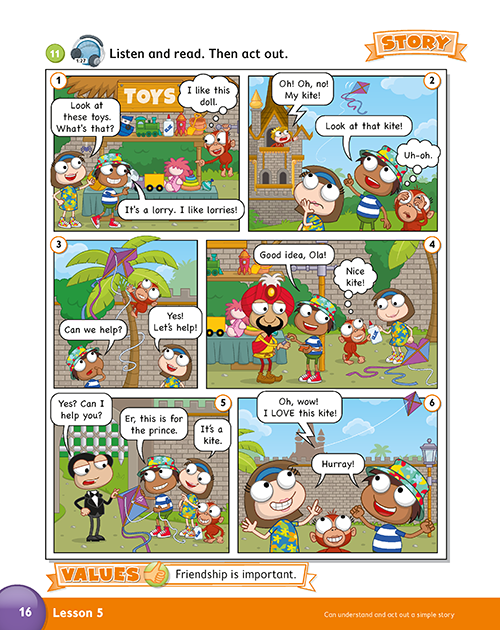 11
1:27
Listen and read. Then act out.
STORY
1
TOYS
I like this
doll.
Look at
these toys.
What's that?
It's a lorry. I like lorries!
2
Oh! Oh, no!
My kite!
Look at that kite!
Uh-oh.
3
Can we help?
Yes!
Let's help!
4
Good idea, Ola!
Nice
kite!
5
Yes? Can I
help you?
Er, this is for
the prince.
It's a
kite.
6
Oh, wow!
I LOVE this kite!
Hurray!
VALUES
Friendship is important.
16
Lesson 5
Can understand and act out a simple story